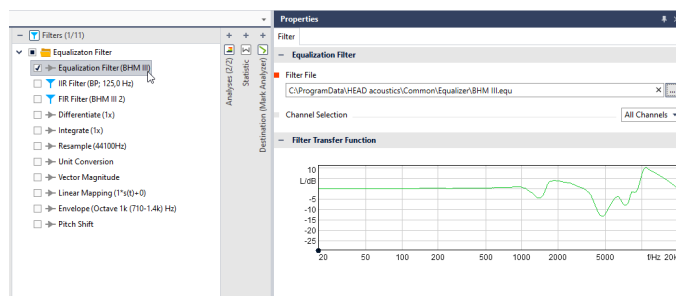 Filters (1/11)
Equalizaton Filter
Equalization Filter (BHM III)
IIR Filter (BP; 125,0 Hz)
FIR Filter (BHM III 2)
Differentiate (1x)
Integrate (1x)
Resample (44100Hz)
Unit Conversion
Vector Magnitude
Linear Mapping (1*s(t)+0)
Envelope (Octave 1k (710-1.4k) Hz)
Pitch Shift
Analyses (2/2)
Statistic
Destination (Mark Analyzer)
Properties
Filter
Equalization Filter
Filter File
C:\ProgramData\HEAD acoustics\Common\Equalizer\BHM III.equ
Channel Selection
All Channels
Filter Transfer Function
10
L/dB
-5
-10
-15
-20
-25
20 50 100 200 500 1000 2000 5000 f/Hz 20k